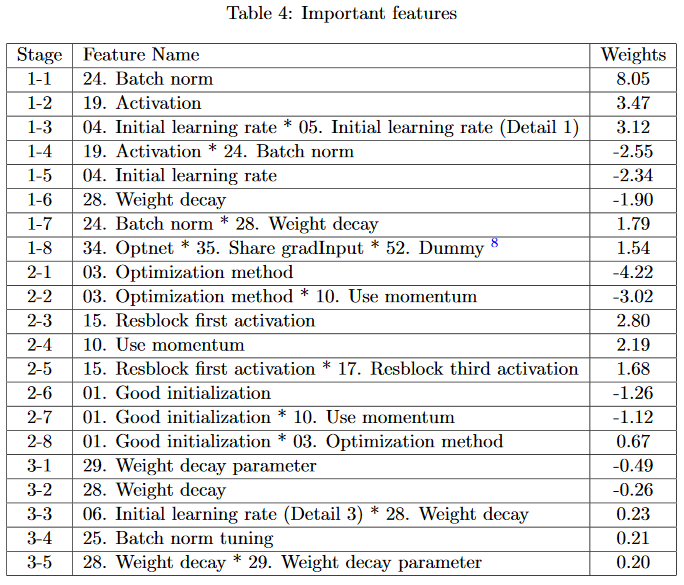 Table 4: Important features
Stage Feature Name Weights
1-1 24. Batch norm 8.05
1-2 19. Activation 3.47
1-3 04. Initial learning rate * 05. Initial learning rate (Detail 1) 3.12
1-4 19. Activation * 24. Batch norm -2.55
1-5 04. Initial learning rate -2.34
1-6 28. Weight decay -1.90
1-7 24. Batch norm * 28. Weight decay 1.79
1-8 34. Optnet * 35. Share gradInput * 52. Dummy 8 1.54
2-1 03. Optimization method -4.22
2-2 03. Optimization method * 10. Use momentum -3.02
2-3 15. Resblock first activation 2.80
2-4 10. Use momentum 2.19
2-5 15. Resblock first activation * 17. Resblock third activation 1.68
2-6 01. Good initialization -1.26
2-7 01. Good initialization * 10. Use momentum -1.12
2-8 01. Good initialization * 03. Optimization method 0.67
3-1 29. Weight decay parameter -0.49
3-2 28. Weight decay -0.26
3-3 06. Initial learning rate (Detail 3) * 28. Weight decay 0.23
3-4 25. Batch norm tuning 0.21
3-5 28. Weight decay * 29. Weight decay parameter 0.20